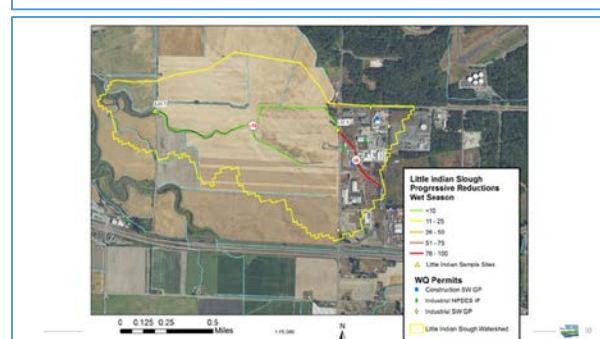 Little Indian Slough
Progressive Reductions
Wet Season
<10
11 - 25
26 - 50
51 - 75
76 - 100
Little Indian Sample Sites
WQ Permits
Construction SW GP
Industrial NPDES IP
Industrial SW GP
Little Indian Slough Watershed
0 0.125 0.25 0.5
Miles
N